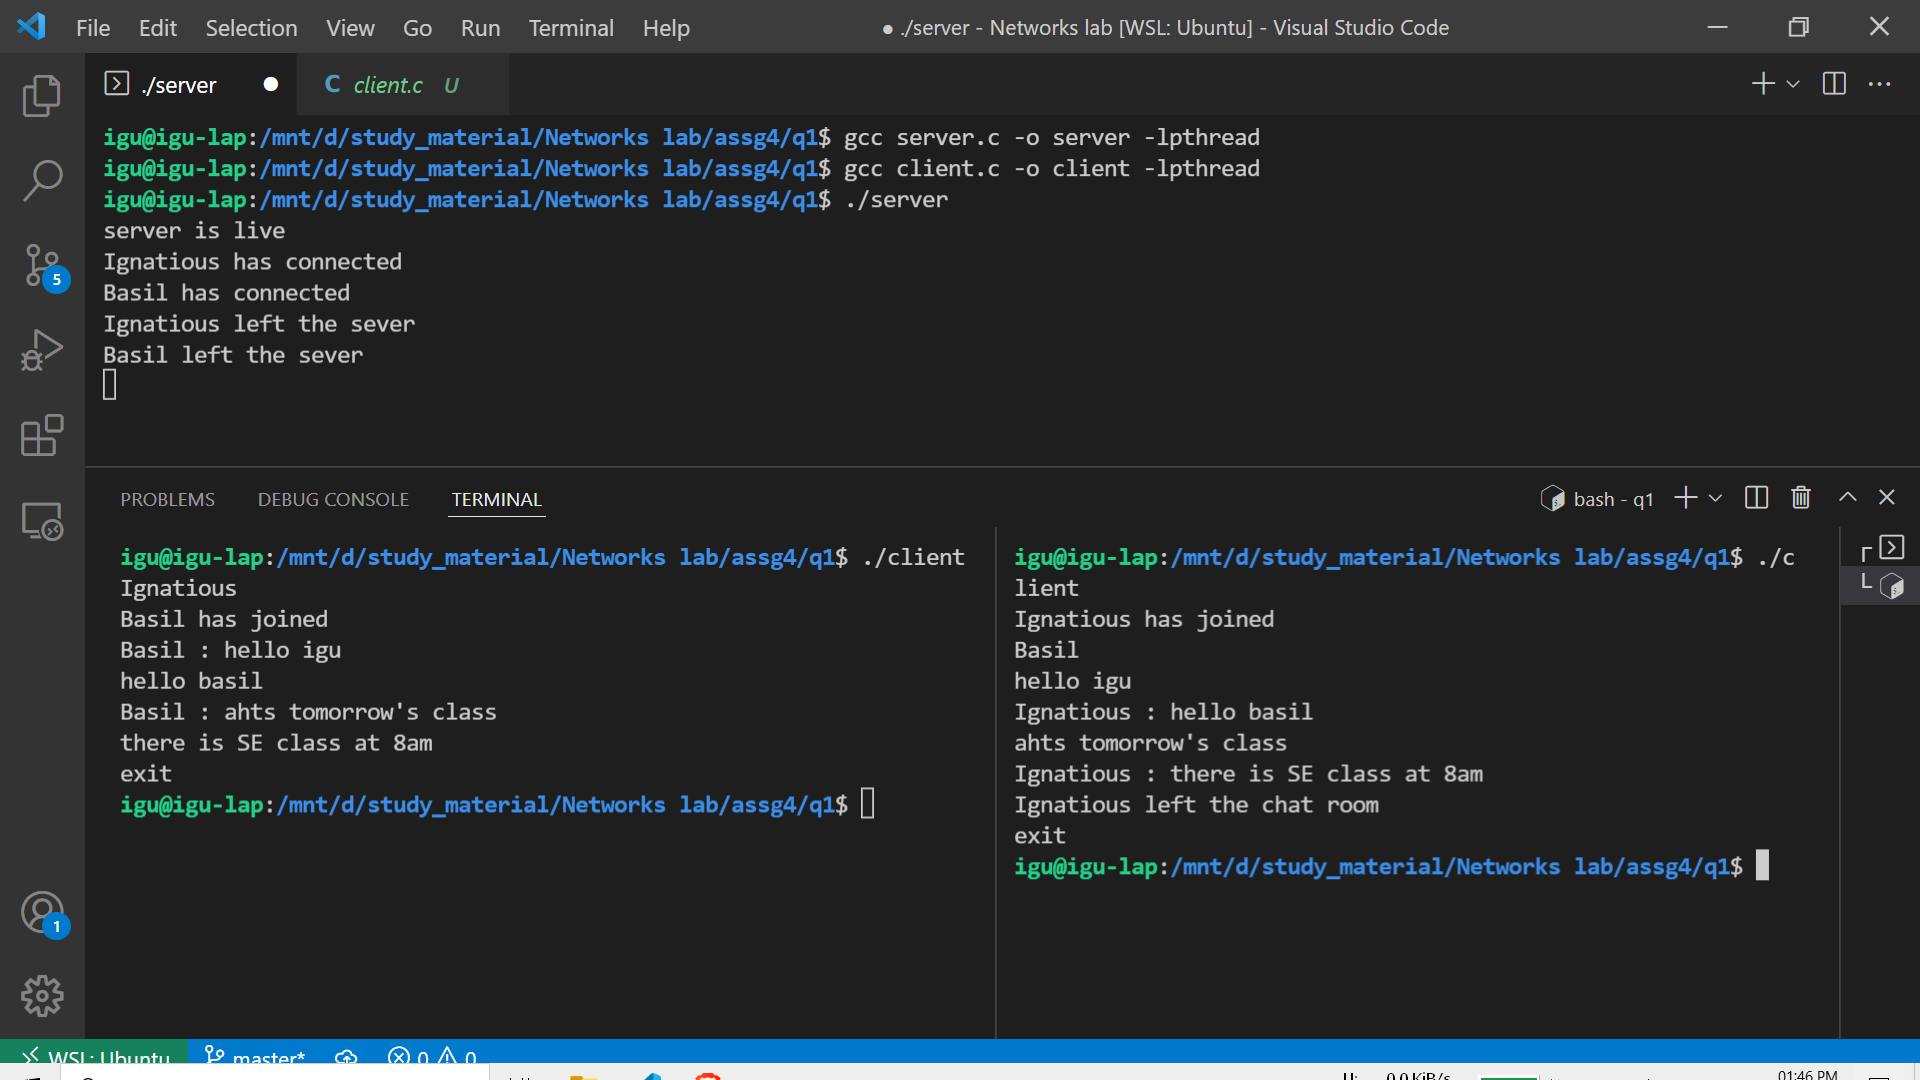 File Edit Selection View Go Run Terminal Help
● ./server - Networks lab [WSL: Ubuntu] - Visual Studio Code
./server
C client.c U
igu@igu-lap:/mnt/d/study_material/Networks lab/assg4/q1$ gcc server.c -o server -lpthread
igu@igu-lap:/mnt/d/study_material/Networks lab/assg4/q1$ gcc client.c -o client -lpthread
igu@igu-lap:/mnt/d/study_material/Networks lab/assg4/q1$ ./server
server is live
Ignatious has connected
Basil has connected
Ignatious left the sever
Basil left the sever
5
PROBLEMS DEBUG CONSOLE TERMINAL
bash - q1
igu@igu-lap:/mnt/d/study_material/Networks lab/assg4/q1$ ./client
Ignatious
Basil has joined
Basil : hello igu
hello basil
Basil : ahts tomorrow's class
there is SE class at 8am
exit
igu@igu-lap:/mnt/d/study_material/Networks lab/assg4/q1$
igu@igu-lap:/mnt/d/study_material/Networks lab/assg4/q1$ ./c
lient
Ignatious has joined
Basil
hello igu
Ignatious : hello basil
ahts tomorrow's class
Ignatious : there is SE class at 8am
Ignatious left the chat room
exit
igu@igu-lap:/mnt/d/study_material/Networks lab/assg4/q1$
1
WSL: Ubuntu master* 0 0
U: 0.0 KiB/s
01:46 PM